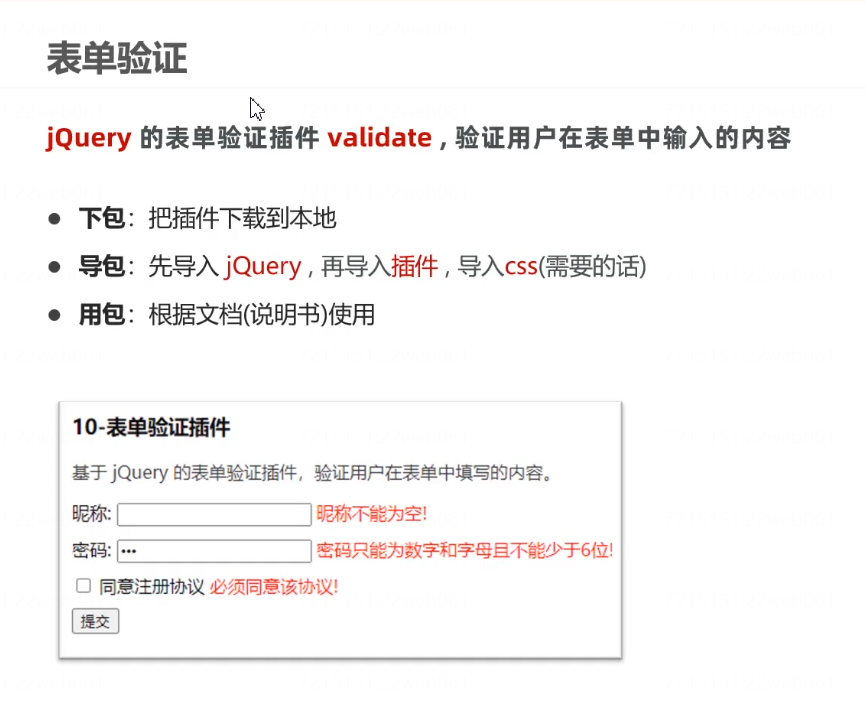 表单验证
jQuery 的表单验证插件 validate , 验证用户在表单中输入的内容
● 下包：把插件下载到本地
● 导包：先导入 jQuery , 再导入插件 , 导入css(需要的话)
● 用包：根据文档(说明书)使用
10-表单验证插件
基于 jQuery 的表单验证插件，验证用户在表单中填写的内容。
昵称: 昵称不能为空!
密码: ••• 密码只能为数字和字母且不能少于6位!
同意注册协议 必须同意该协议!
提交